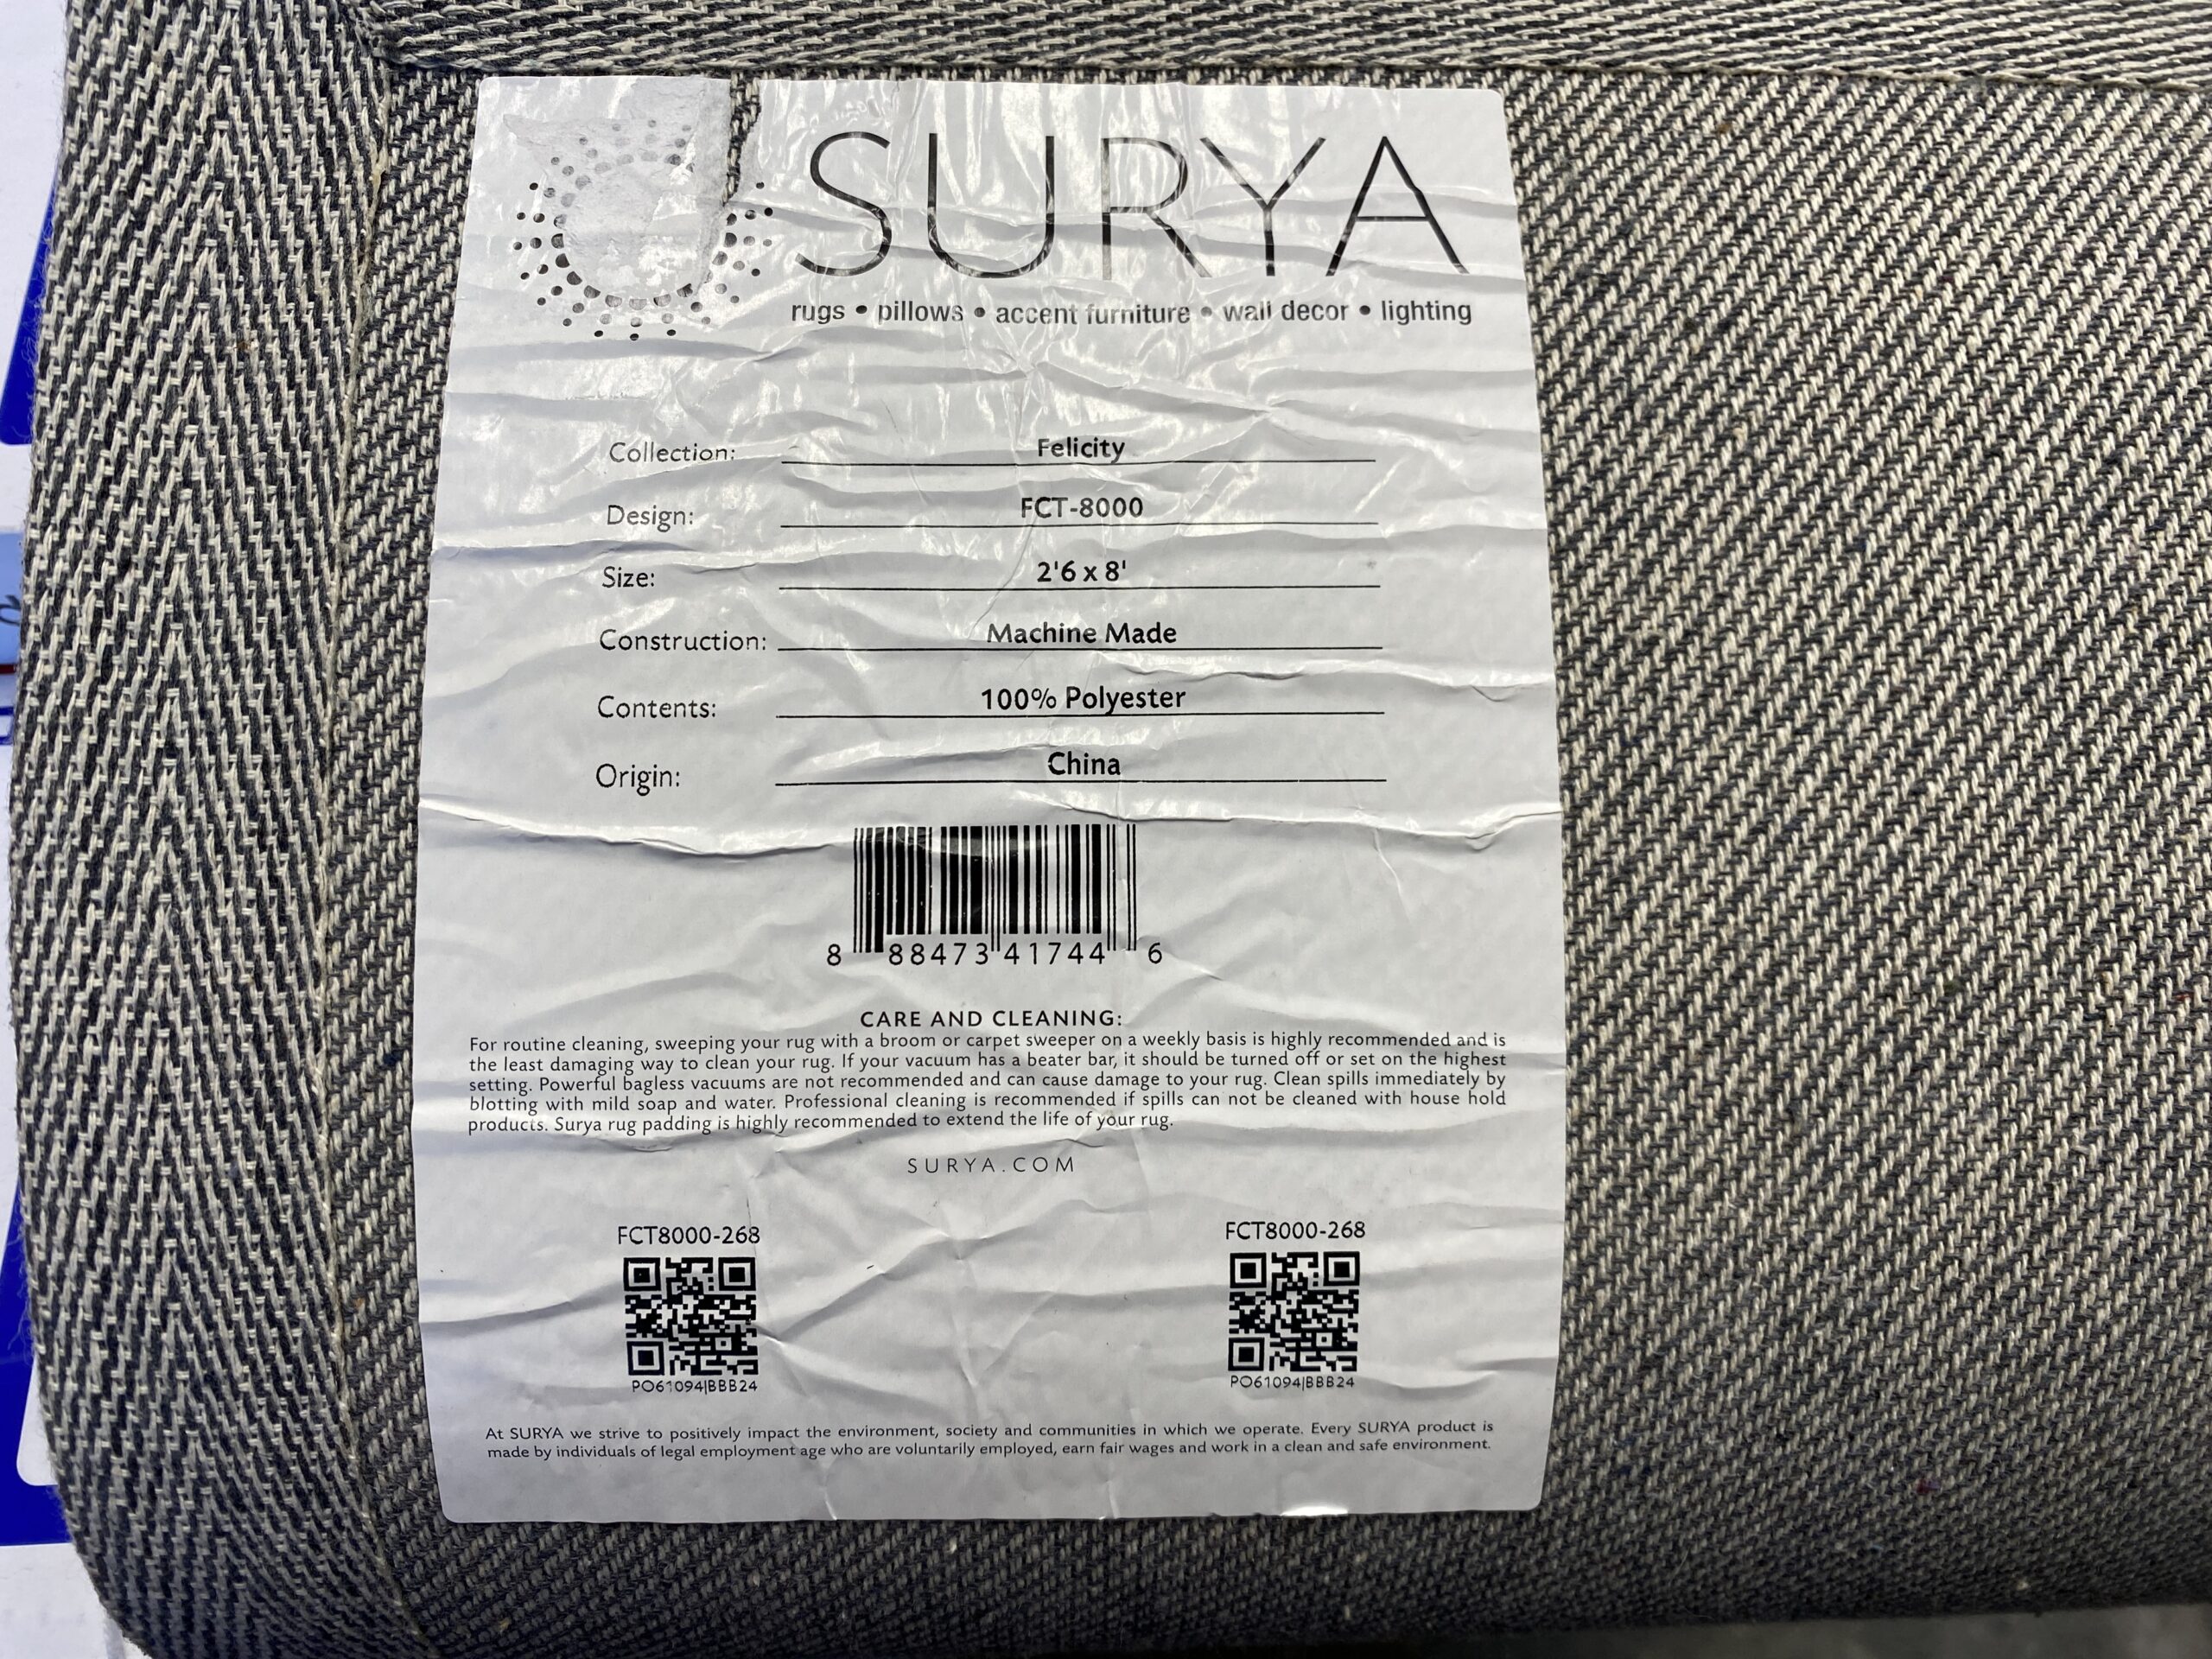 SURYA
rugs • pillows • accent furniture • wall decor • lighting
Collection: Felicity
Design: FCT-8000
Size: 2'6 x 8'
Construction: Machine Made
Contents: 100% Polyester
Origin: China
8 88473 41744 6
CARE AND CLEANING:
For routine cleaning, sweeping your rug with a broom or carpet sweeper on a weekly basis is highly recommended and is
the least damaging way to clean your rug. If your vacuum has a beater bar, it should be turned off or set on the highest
setting. Powerful bagless vacuums are not recommended and can cause damage to your rug. Clean spills immediately by
blotting with mild soap and water. Professional cleaning is recommended if spills can not be cleaned with house hold
products. Surya rug padding is highly recommended to extend the life of your rug.
SURYA.COM
FCT8000-268 FCT8000-268
PO61094|BBB24 PO61094|BBB24
At SURYA we strive to positively impact the environment, society and communities in which we operate. Every SURYA product is
made by individuals of legal employment age who are voluntarily employed, earn fair wages and work in a clean and safe environment.